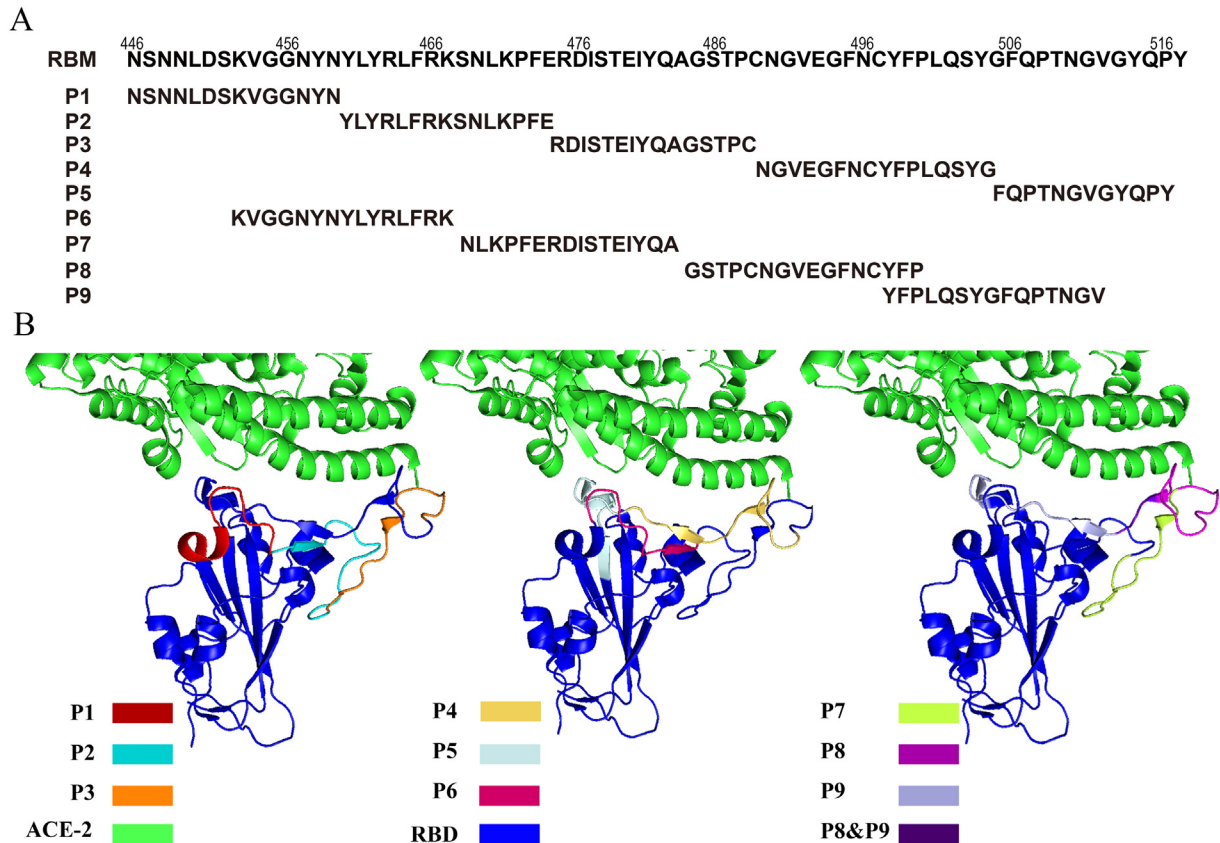 A
446 456 466 476 486 496 506 516
RBM NSNNLDSKVGGNYNYLYRLFRKSNLKPFERDISTEIYQAGSTPCNGVEGFNCYFPLQSYGFQPTNGVGYQPY
P1 NSNNLDSKVGGNYN
P2 YLYRLFRKSNLKPFE
P3 RDISTEIYQAGSTPC
P4 NGVEGFNCYFPLQSYG
P5 FQPTNGVGYQPY
P6 KVGGNYNYLYRLFRK
P7 NLKPFERDISTEIYQA
P8 GSTPCNGVEGFNCYFP
P9 YFPLQSYGFQPTNGV
B
P1 P4 P7
P2 P5 P8
P3 P6 P9
ACE-2 RBD P8&P9